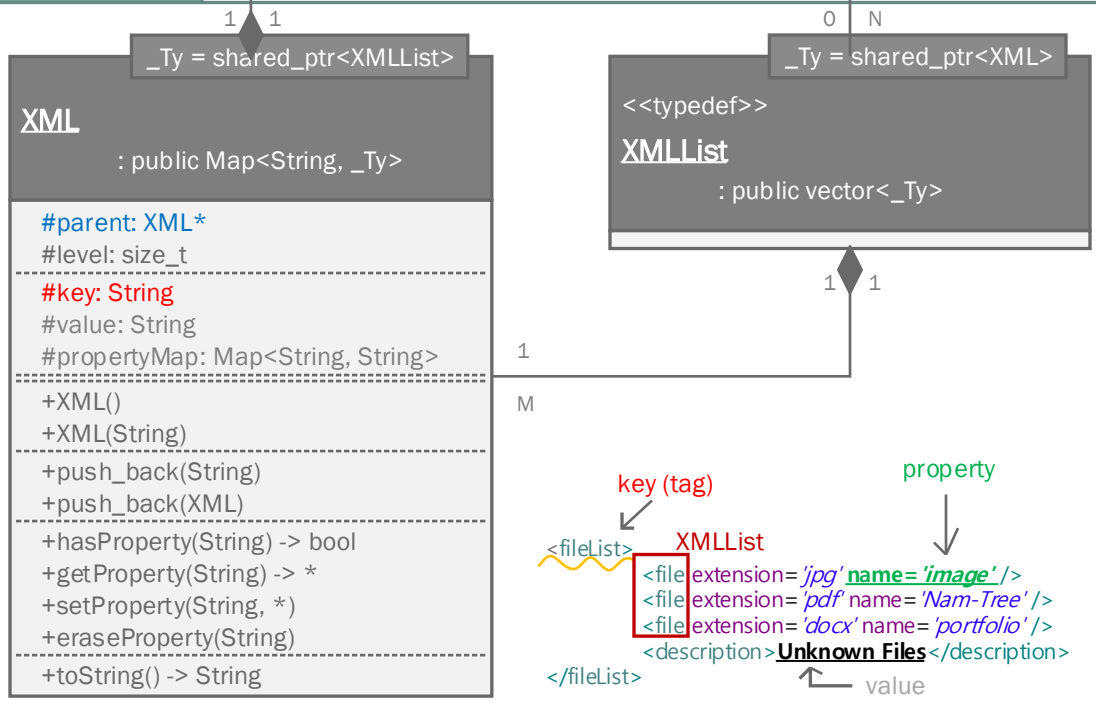 1 1
_Ty = shared_ptr<XMLList>
XML
: public Map<String, _Ty>
#parent: XML*
#level: size_t
#key: String
#value: String
#propertyMap: Map<String, String>
+XML()
+XML(String)
+push_back(String)
+push_back(XML)
+hasProperty(String) -> bool
+getProperty(String) -> *
+setProperty(String, *)
+eraseProperty(String)
+toString() -> String
0 N
_Ty = shared_ptr<XML>
<<typedef>>
XMLList
: public vector<_Ty>
1 1
1
M
key (tag)
property
<fileList>
XMLList
<file extension='jpg' name='image' />
<file extension='pdf' name='Nam-Tree' />
<file extension='docx' name='portfolio' />
<description>Unknown Files</description>
</fileList>
value